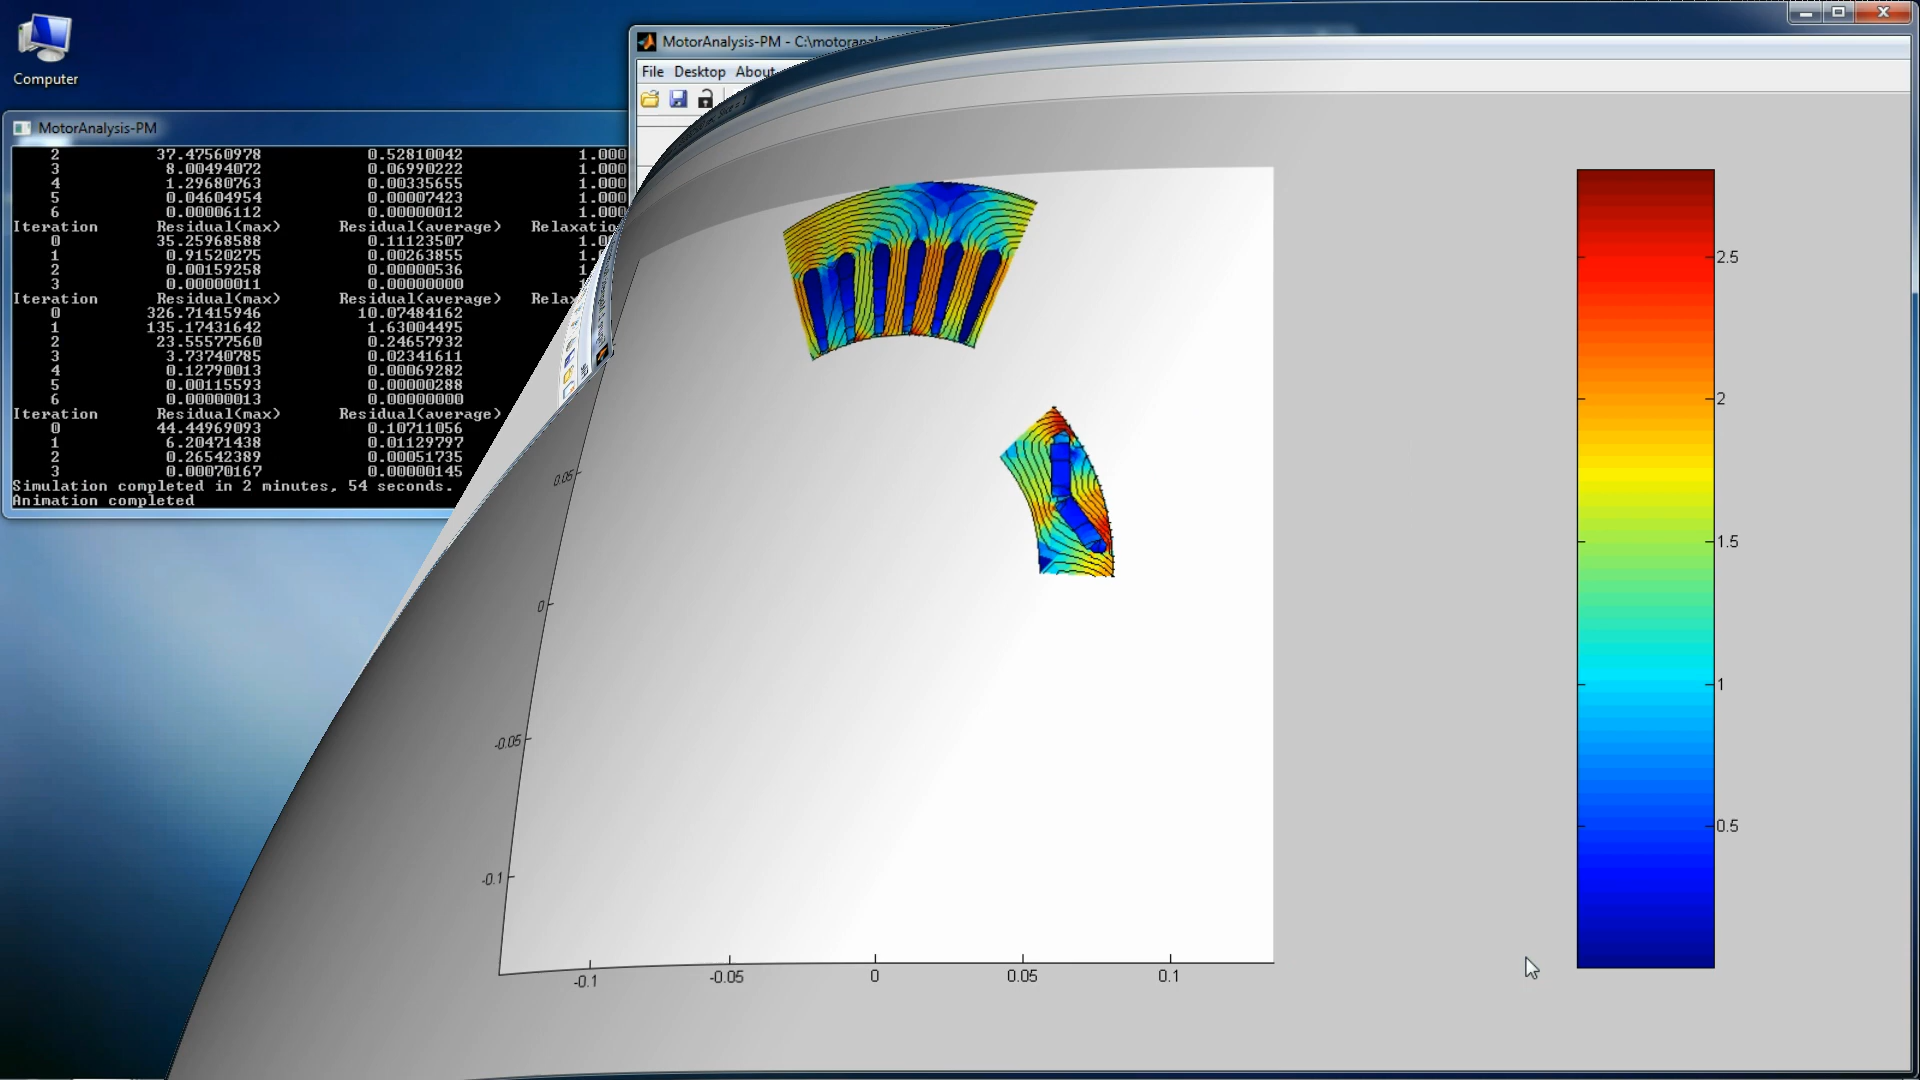 Computer
MotorAnalysis-PM
2 37.47560978 0.52810042 1.000
3 8.00494072 0.06990222 1.000
4 1.29680763 0.00335655 1.000
5 0.04604954 0.00007423 1.000
6 0.00006112 0.00000012 1.000
Iteration Residual(max) Residual(average) Relaxatio
0 35.25968588 0.11123507 1.00
1 0.91520275 0.00263855 1.0
2 0.00159258 0.00000536 1.
3 0.00000011 0.00000000
Iteration Residual(max) Residual(average) Relax
0 326.71415946 10.07484162
1 135.17431642 1.63004495
2 23.55577560 0.24657932
3 3.73740785 0.02341611
4 0.12790013 0.00069282
5 0.00115593 0.00000288
6 0.00000013 0.00000000
Iteration Residual(max) Residual(average)
0 44.44969093 0.10711056
1 6.20471438 0.01129797
2 0.26542389 0.00051735
3 0.00070167 0.00000145
Simulation completed in 2 minutes, 54 seconds.
Animation completed
MotorAnalysis-PM - C:\motorana
File Desktop About
0.05
0
-0.05
-0.1
-0.1 -0.05 0 0.05 0.1
2.5
2
1.5
1
0.5